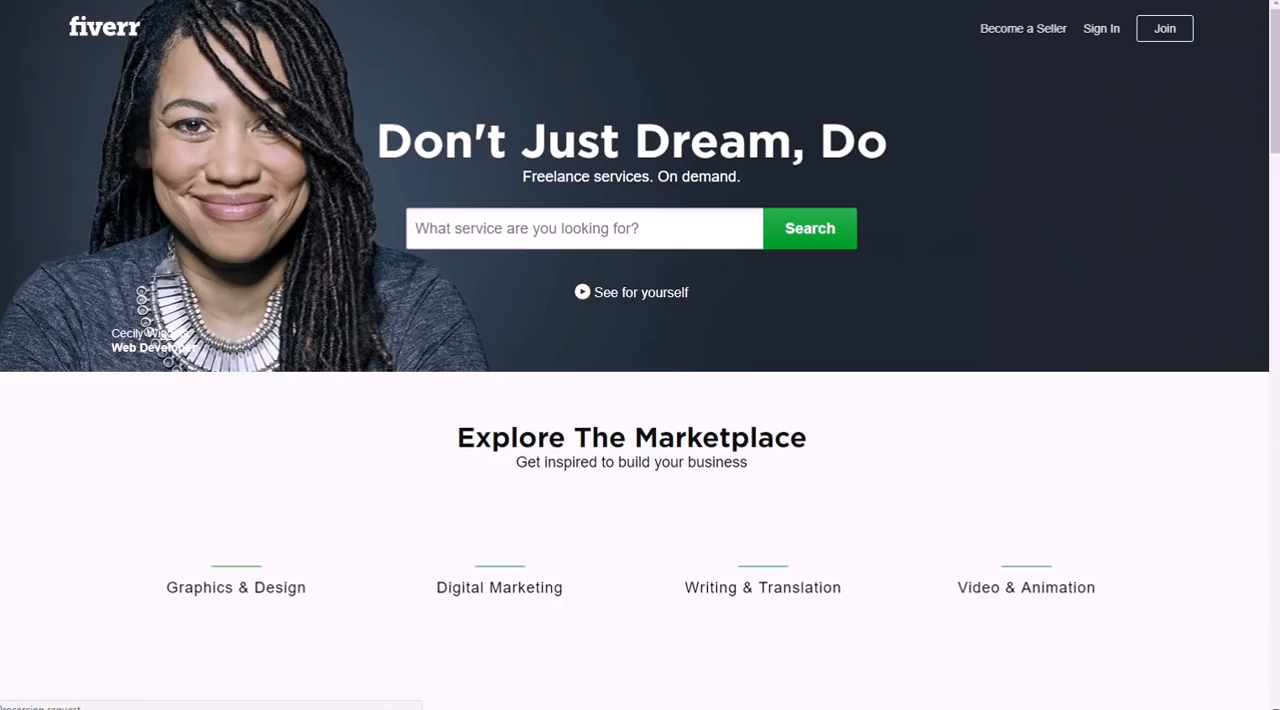 fiverr
Become a Seller Sign In Join
Don't Just Dream, Do
Freelance services. On demand.
What service are you looking for? Search
See for yourself
Cecily
Web Developer
Explore The Marketplace
Get inspired to build your business
Graphics & Design Digital Marketing Writing & Translation Video & Animation
Processing request